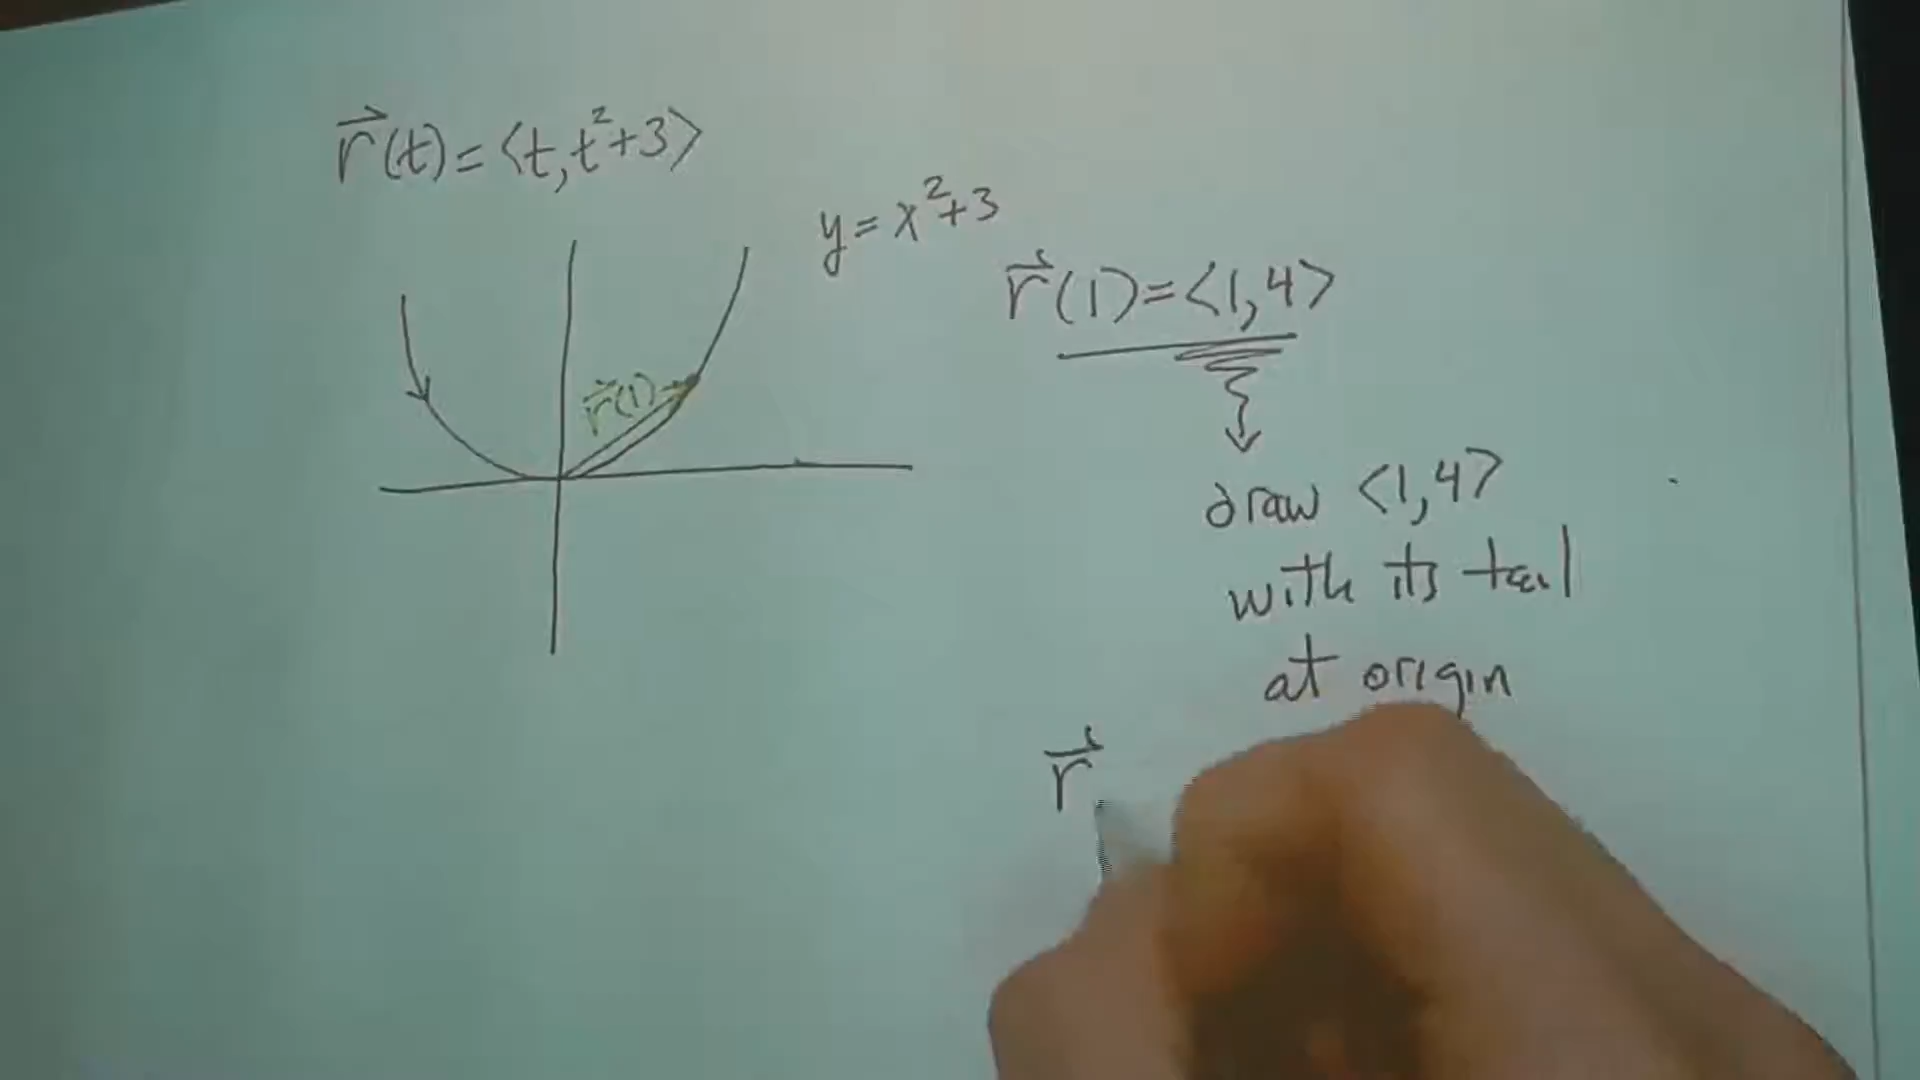 r⃗(t)=⟨t,t²+3⟩
y=x²+3
r⃗(1)=⟨1,4⟩
r⃗(1)
draw ⟨1,4⟩
with its tail
at origin
r⃗